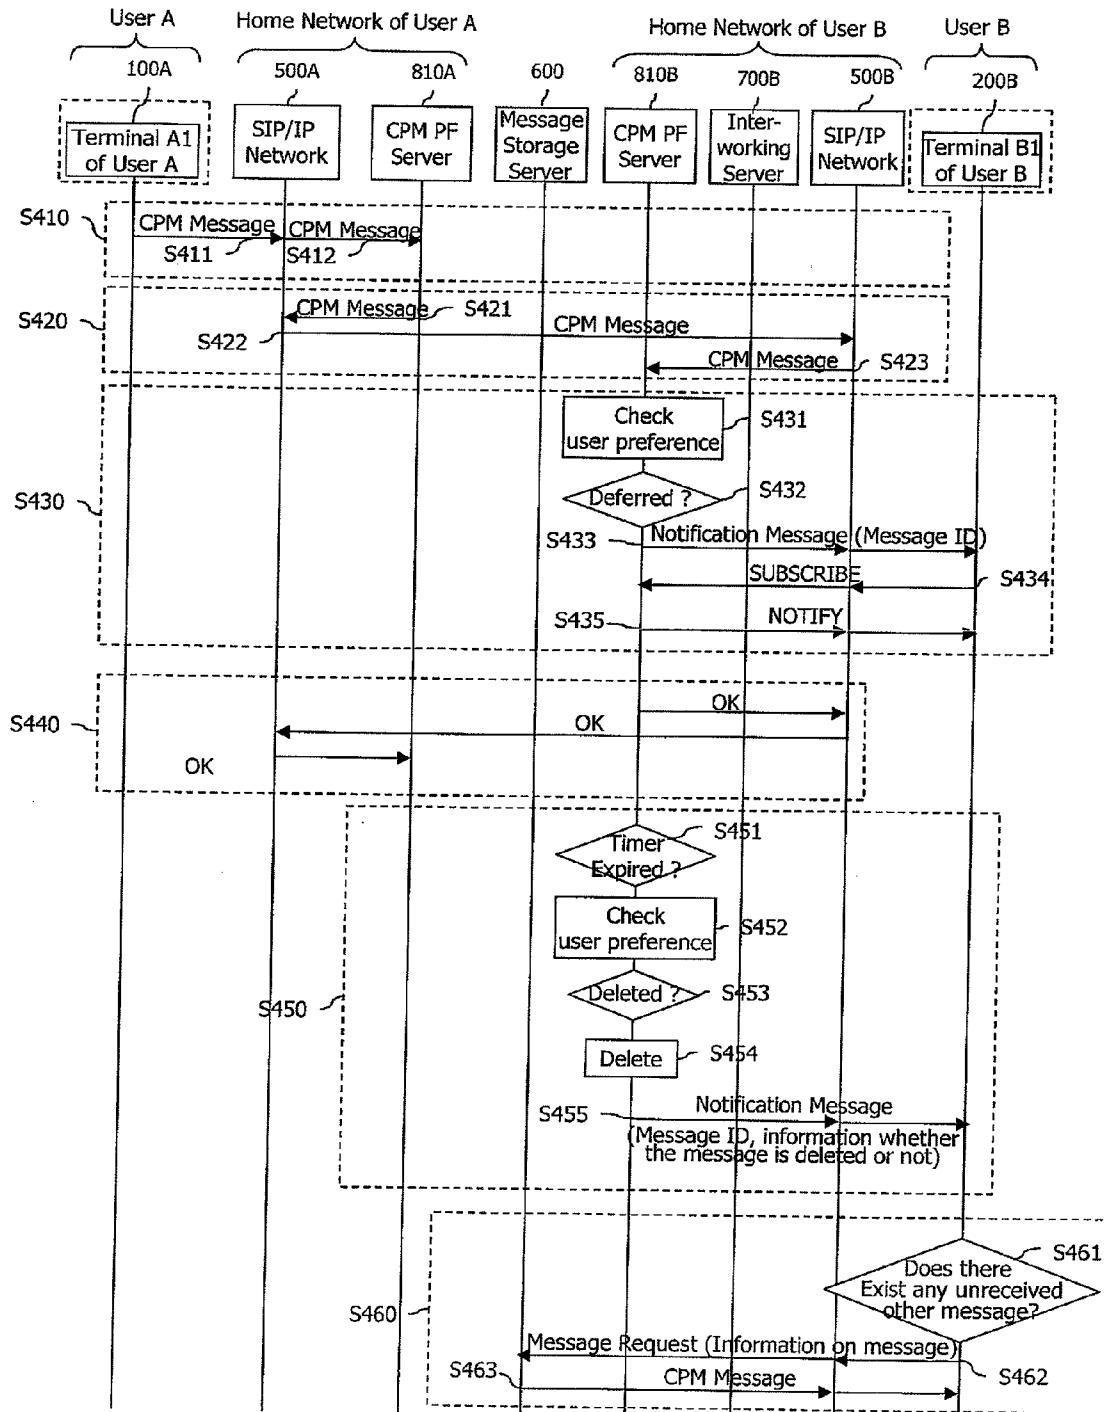 User A
Home Network of User A
Home Network of User B
User B
100A
500A
810A
600
810B
700B
500B
200B
Terminal A1
of User A
SIP/IP
Network
CPM PF
Server
Message
Storage
Server
CPM PF
Server
Inter-
working
Server
SIP/IP
Network
Terminal B1
of User B
S410
CPM Message
CPM Message
S411
S412
S420
CPM Message
S421
S422
CPM Message
CPM Message
S423
S430
Check
user preference
S431
Deferred ?
S432
S433
Notification Message (Message ID)
SUBSCRIBE
S434
S435
NOTIFY
S440
OK
OK
OK
S450
Timer
Expired ?
S451
Check
user preference
S452
Deleted ?
S453
Delete
S454
S455
Notification Message
(Message ID, information whether
the message is deleted or not)
S460
Does there
Exist any unreceived
other message?
S461
Message Request (Information on message)
S462
S463
CPM Message